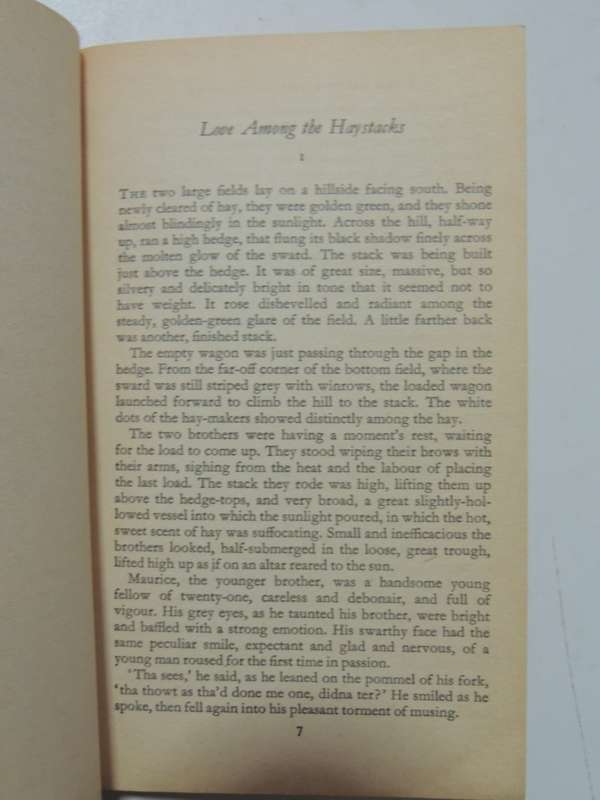 Love Among the Haystacks
I
THE two large fields lay on a hillside facing south. Being
newly cleared of hay, they were golden green, and they shone
almost blindingly in the sunlight. Across the hill, half-way
up, ran a high hedge, that flung its black shadow finely across
the molten glow of the sward. The stack was being built
just above the hedge. It was of great size, massive, but so
silvery and delicately bright in tone that it seemed not to
have weight. It rose dishevelled and radiant among the
steady, golden-green glare of the field. A little farther back
was another, finished stack.
The empty wagon was just passing through the gap in the
hedge. From the far-off corner of the bottom field, where the
sward was still striped grey with winrows, the loaded wagon
launched forward to climb the hill to the stack. The white
dots of the hay-makers showed distinctly among the hay.
The two brothers were having a moment's rest, waiting
for the load to come up. They stood wiping their brows with
their arms, sighing from the heat and the labour of placing
the last load. The stack they rode was high, lifting them up
above the hedge-tops, and very broad, a great slightly-hol-
lowed vessel into which the sunlight poured, in which the hot,
sweet scent of hay was suffocating. Small and inefficacious the
brothers looked, half-submerged in the loose, great trough,
lifted high up as if on an altar reared to the sun.
Maurice, the younger brother, was a handsome young
fellow of twenty-one, careless and debonair, and full of
vigour. His grey eyes, as he taunted his brother, were bright
and baffled with a strong emotion. His swarthy face had the
same peculiar smile, expectant and glad and nervous, of a
young man roused for the first time in passion.
'Tha sees,' he said, as he leaned on the pommel of his fork,
'tha thowt as tha'd done me one, didna ter?' He smiled as he
spoke, then fell again into his pleasant torment of musing.
7